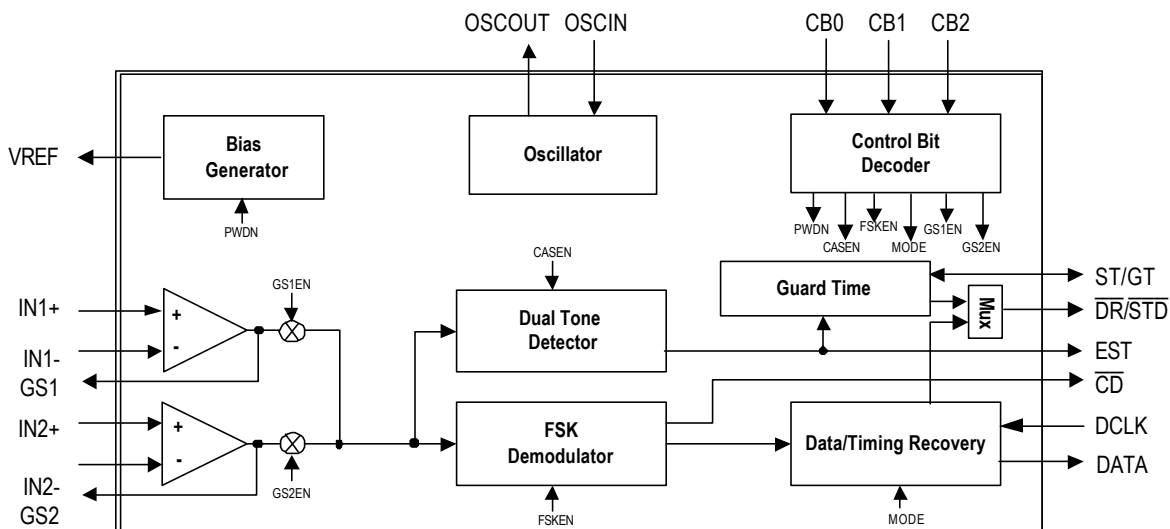 OSCOUT OSCIN CB0 CB1 CB2
VREF
Bias
Generator
PWDN
Oscillator
Control Bit
Decoder
PWDN
CASEN
FSKEN
MODE
GS1EN
GS2EN
CASEN
GS1EN
IN1+
IN1-
GS1
+
-
Dual Tone
Detector
Guard Time
Mux
ST/GT
DR/STD
EST
CD
IN2+
IN2-
GS2
+
-
GS2EN
FSK
Demodulator
FSKEN
Data/Timing Recovery
MODE
DCLK
DATA